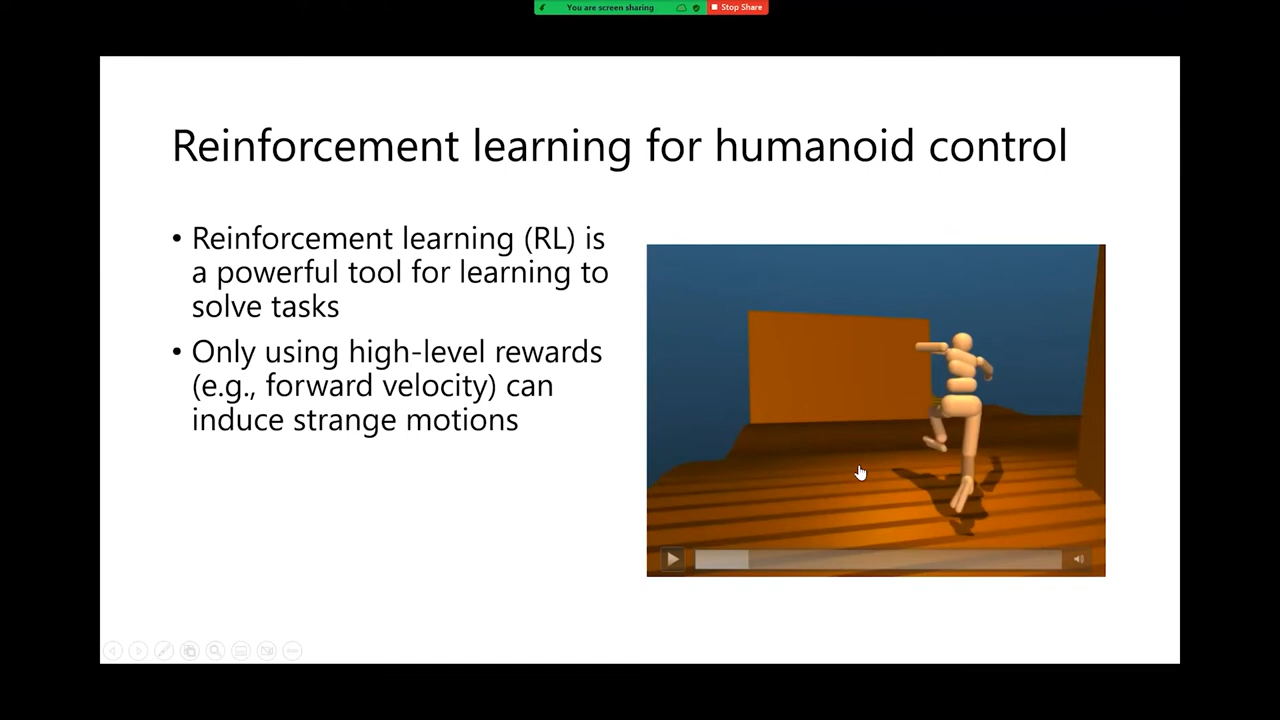 You are screen sharing
Stop Share
Reinforcement learning for humanoid control
• Reinforcement learning (RL) is
a powerful tool for learning to
solve tasks
• Only using high-level rewards
(e.g., forward velocity) can
induce strange motions